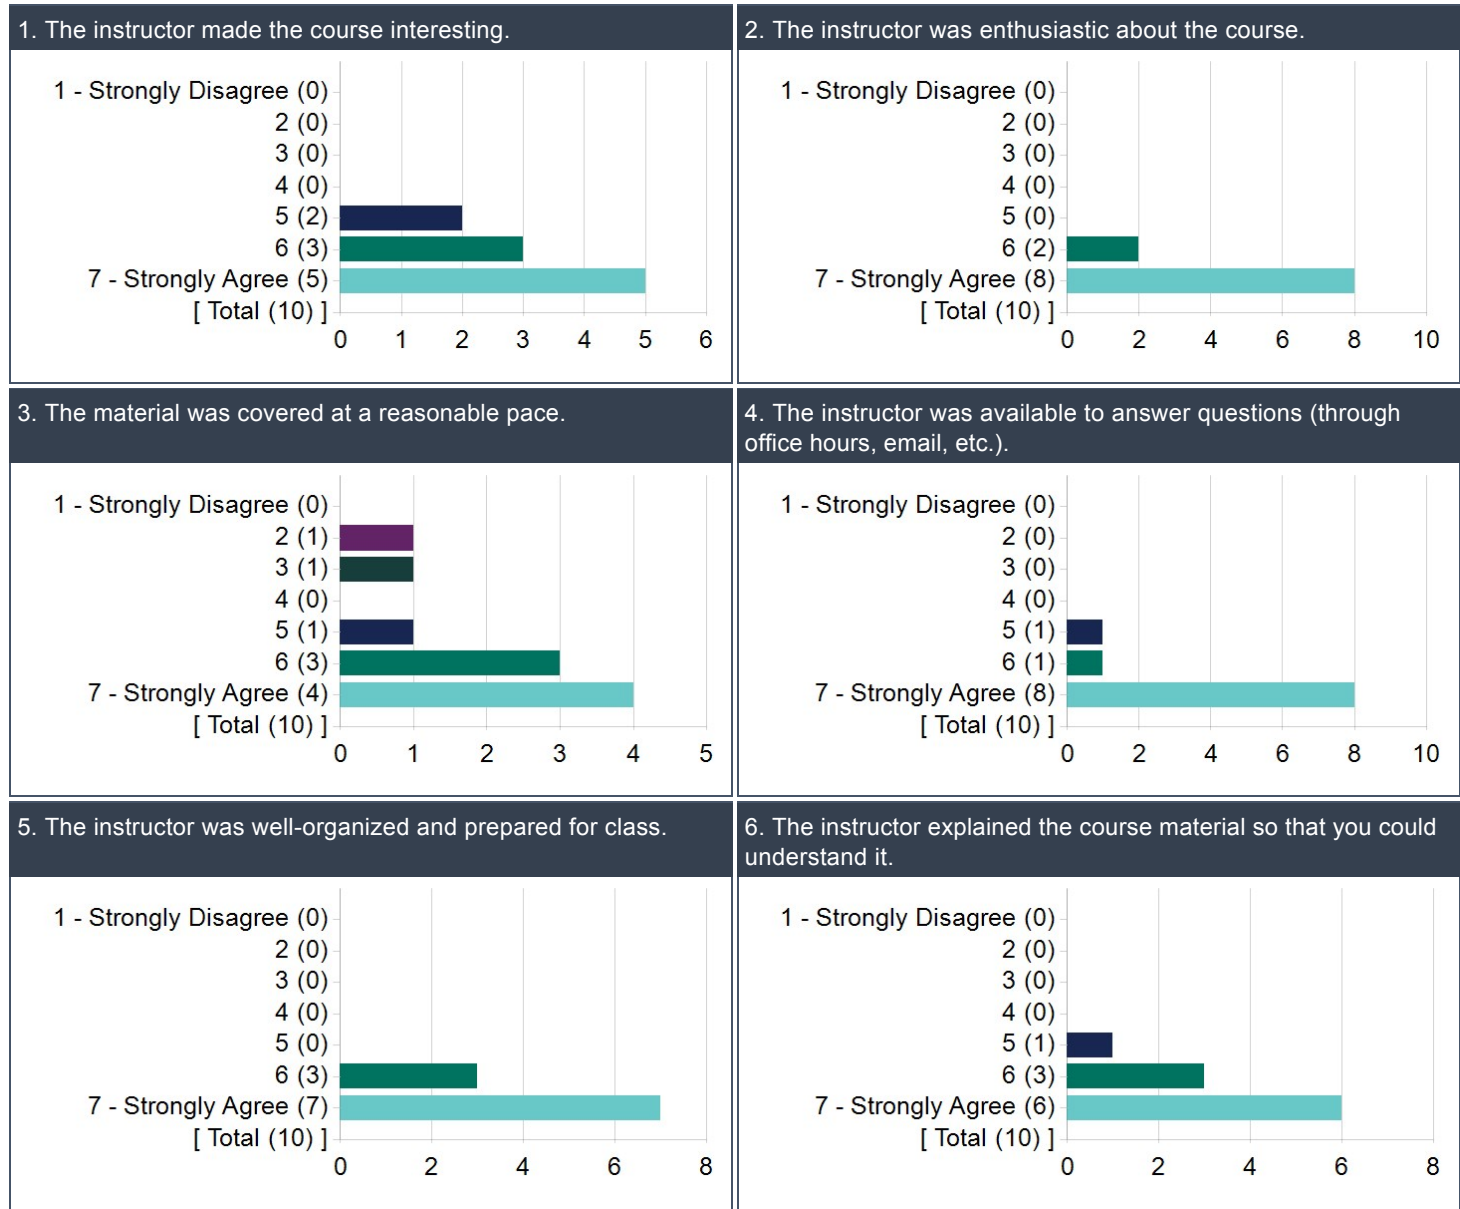 1. The instructor made the course interesting.
1 - Strongly Disagree (0)
2 (0)
3 (0)
4 (0)
5 (2)
6 (3)
7 - Strongly Agree (5)
[ Total (10) ]
0 1 2 3 4 5 6
2. The instructor was enthusiastic about the course.
1 - Strongly Disagree (0)
2 (0)
3 (0)
4 (0)
5 (0)
6 (2)
7 - Strongly Agree (8)
[ Total (10) ]
0 2 4 6 8 10
3. The material was covered at a reasonable pace.
1 - Strongly Disagree (0)
2 (1)
3 (1)
4 (0)
5 (1)
6 (3)
7 - Strongly Agree (4)
[ Total (10) ]
0 1 2 3 4 5
4. The instructor was available to answer questions (through
office hours, email, etc.).
1 - Strongly Disagree (0)
2 (0)
3 (0)
4 (0)
5 (1)
6 (1)
7 - Strongly Agree (8)
[ Total (10) ]
0 2 4 6 8 10
5. The instructor was well-organized and prepared for class.
1 - Strongly Disagree (0)
2 (0)
3 (0)
4 (0)
5 (0)
6 (3)
7 - Strongly Agree (7)
[ Total (10) ]
0 2 4 6 8
6. The instructor explained the course material so that you could
understand it.
1 - Strongly Disagree (0)
2 (0)
3 (0)
4 (0)
5 (1)
6 (3)
7 - Strongly Agree (6)
[ Total (10) ]
0 2 4 6 8